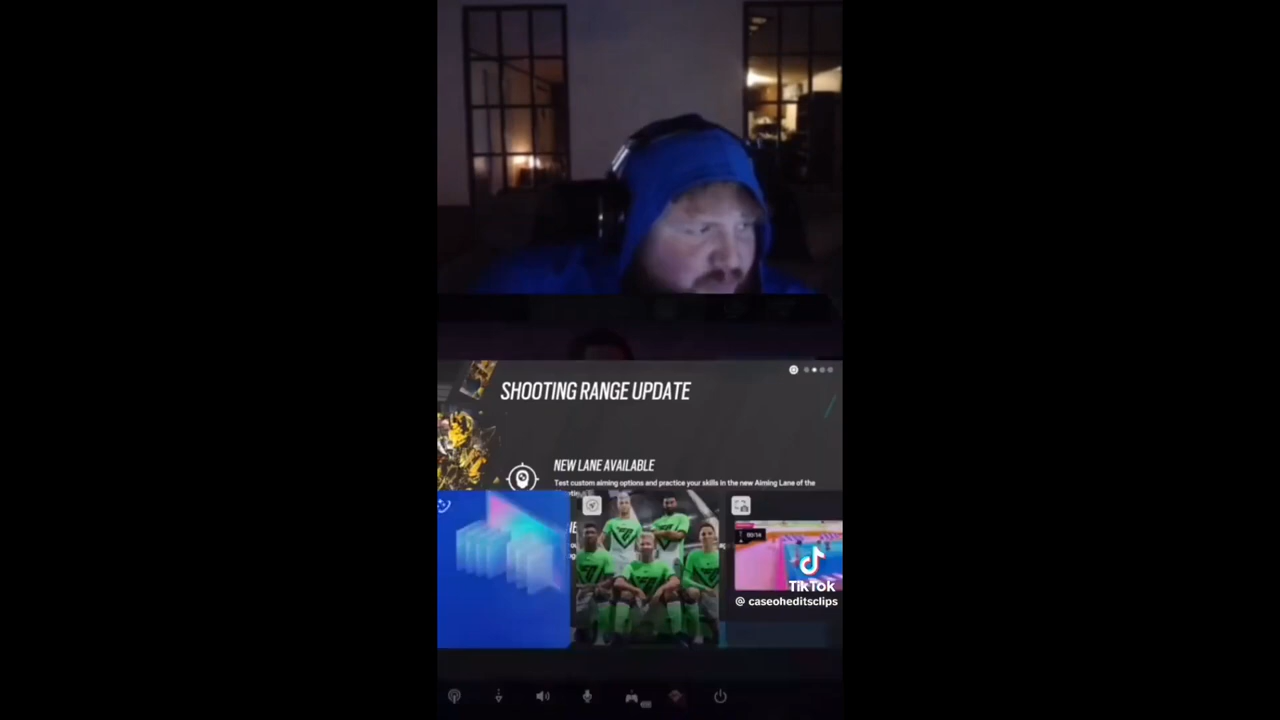 SHOOTING RANGE UPDATE
NEW LANE AVAILABLE
Test custom aiming options and practice your skills in the new Aiming Lane of the
TikTok
@ caseoheditsclips